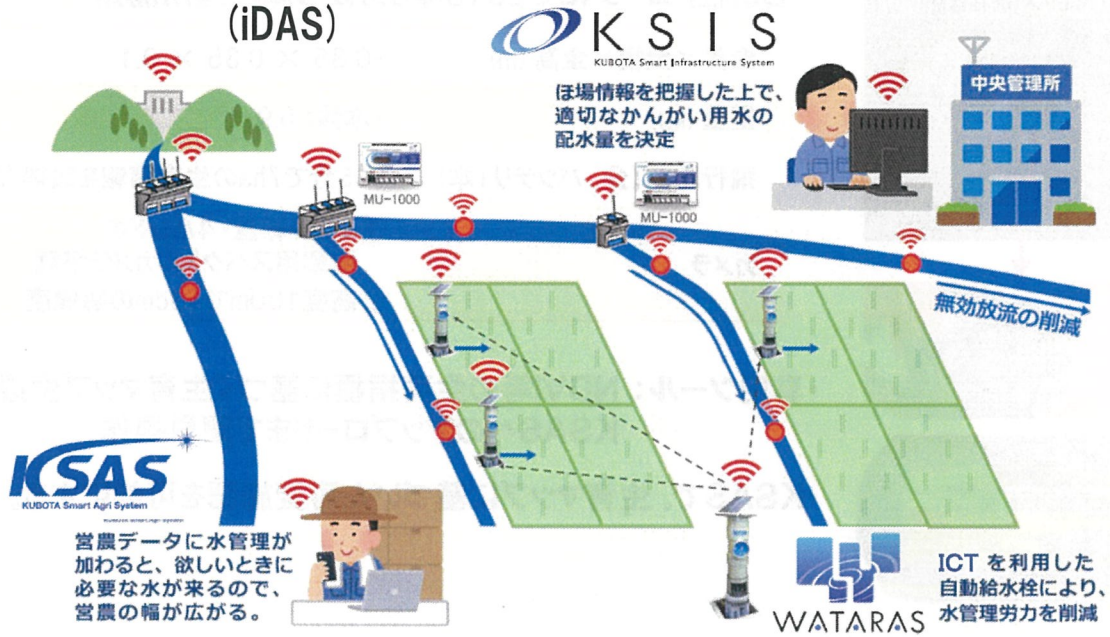 (iDAS)
KSIS
KUBOTA Smart Infrastructure System
ほ場情報を把握した上で、
適切なかんがい用水の
配水量を決定
中央管理所
MU-1000
MU-1000
無効放流の削減
KSAS
KUBOTA Smart Agri System
営農データに水管理が
加わると、欲しいときに
必要な水が来るので、
営農の幅が広がる。
WATARAS
ICT を利用した
自動給水栓により、
水管理労力を削減